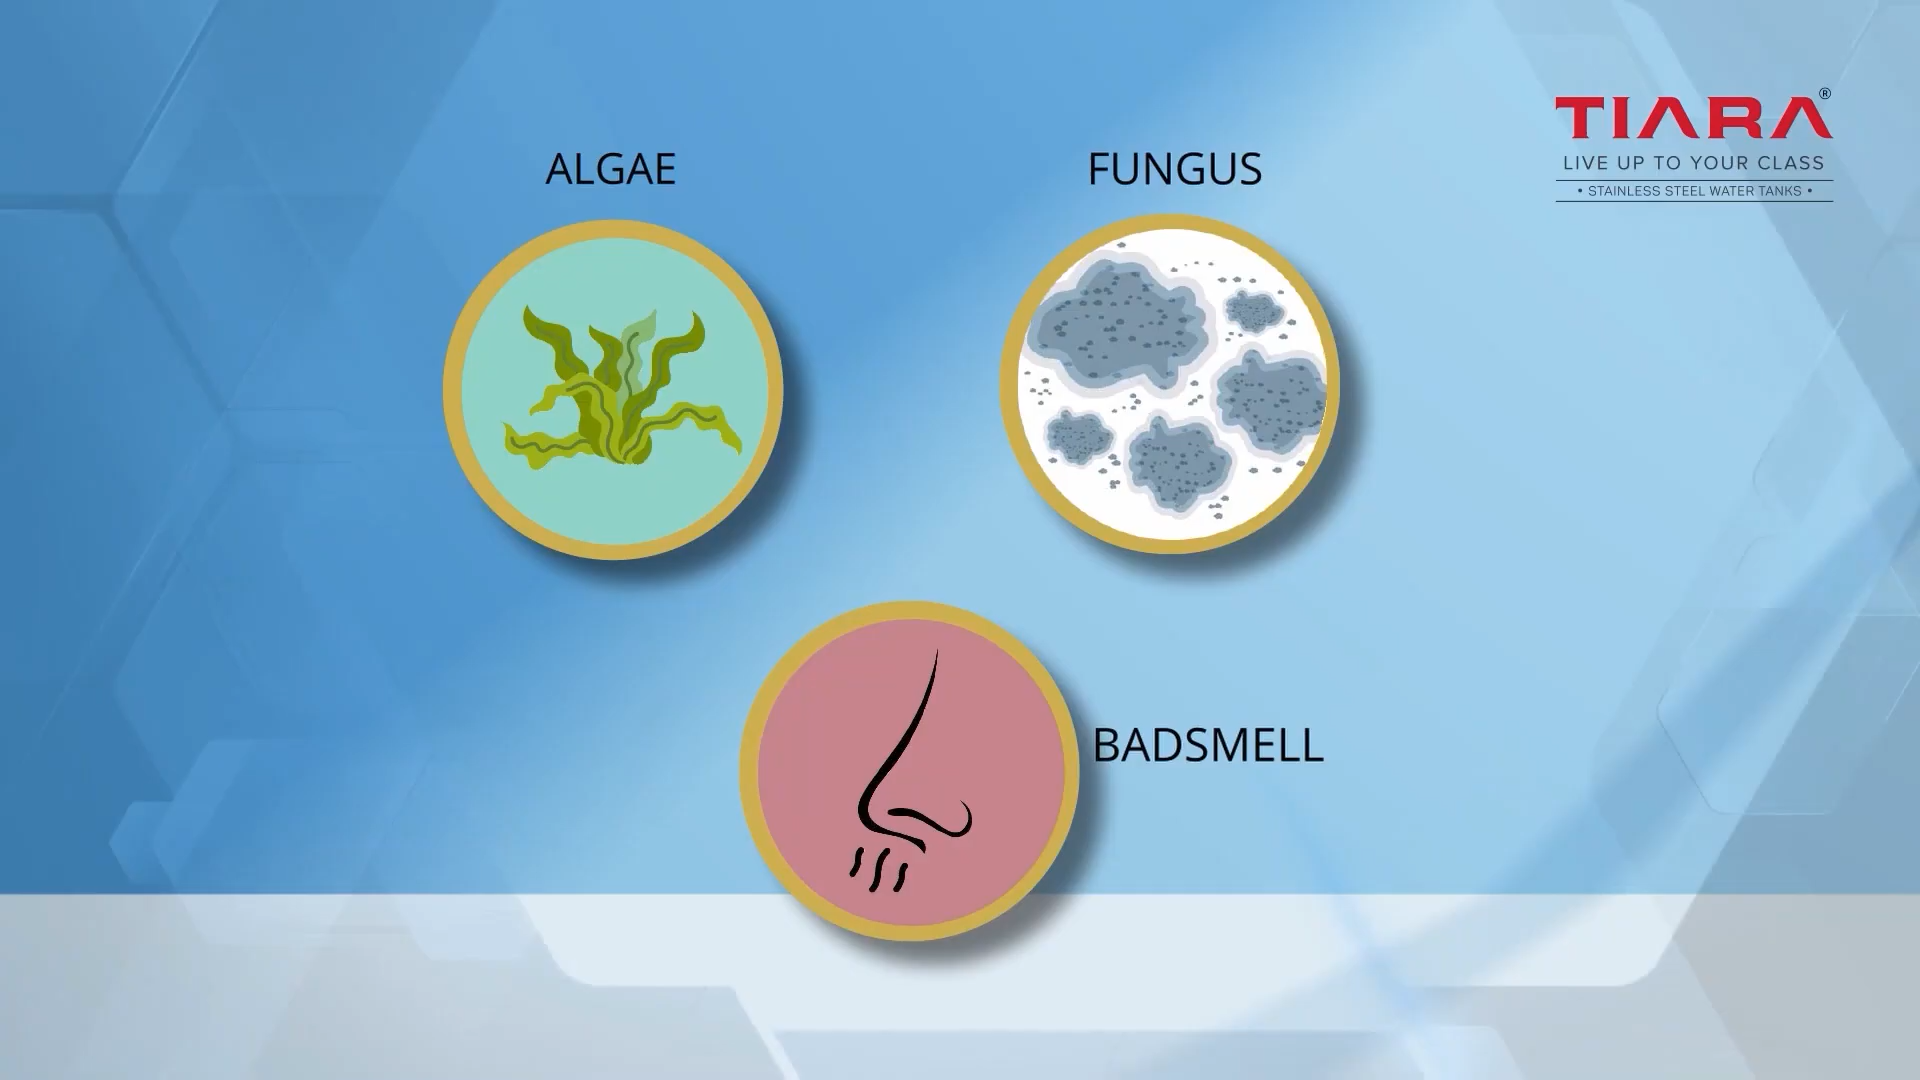 ALGAE
FUNGUS
TIARA®
LIVE UP TO YOUR CLASS
• STAINLESS STEEL WATER TANKS •
BADSMELL